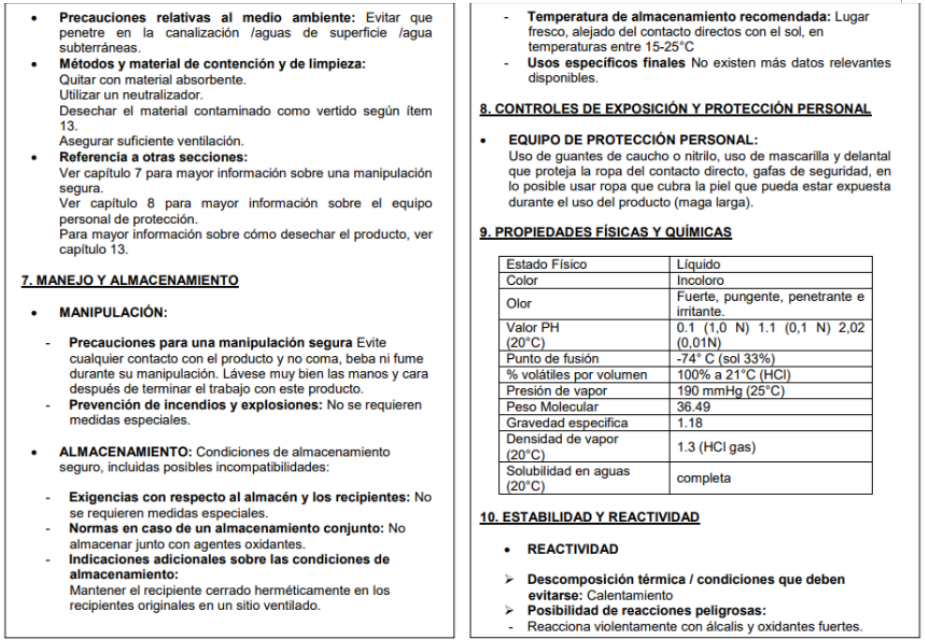 • Precauciones relativas al medio ambiente: Evitar que
penetre en la canalización /aguas de superficie /agua
subterráneas.
• Métodos y material de contención y de limpieza:
Quitar con material absorbente.
Utilizar un neutralizador.
Desechar el material contaminado como vertido según ítem
13.
Asegurar suficiente ventilación.
• Referencia a otras secciones:
Ver capítulo 7 para mayor información sobre una manipulación
segura.
Ver capítulo 8 para mayor información sobre el equipo
personal de protección.
Para mayor información sobre cómo desechar el producto, ver
capítulo 13.
7. MANEJO Y ALMACENAMIENTO
• MANIPULACIÓN:
- Precauciones para una manipulación segura Evite
cualquier contacto con el producto y no coma, beba ni fume
durante su manipulación. Lávese muy bien las manos y cara
después de terminar el trabajo con este producto.
- Prevención de incendios y explosiones: No se requieren
medidas especiales.
• ALMACENAMIENTO: Condiciones de almacenamiento
seguro, incluidas posibles incompatibilidades:
- Exigencias con respecto al almacén y los recipientes: No
se requieren medidas especiales.
- Normas en caso de un almacenamiento conjunto: No
almacenar junto con agentes oxidantes.
- Indicaciones adicionales sobre las condiciones de
almacenamiento:
Mantener el recipiente cerrado herméticamente en los
recipientes originales en un sitio ventilado.
- Temperatura de almacenamiento recomendada: Lugar
fresco, alejado del contacto directos con el sol, en
temperaturas entre 15-25°C
- Usos específicos finales No existen más datos relevantes
disponibles.
8. CONTROLES DE EXPOSICIÓN Y PROTECCIÓN PERSONAL
• EQUIPO DE PROTECCIÓN PERSONAL:
Uso de guantes de caucho o nitrilo, uso de mascarilla y delantal
que proteja la ropa del contacto directo, gafas de seguridad, en
lo posible usar ropa que cubra la piel que pueda estar expuesta
durante el uso del producto (maga larga).
9. PROPIEDADES FÍSICAS Y QUÍMICAS
Estado Físico Líquido
Color Incoloro
Olor Fuerte, pungente, penetrante e
irritante.
Valor PH 0.1 (1,0 N) 1.1 (0,1 N) 2,02
(20°C) (0,01N)
Punto de fusión -74° C (sol 33%)
% volátiles por volumen 100% a 21°C (HCl)
Presión de vapor 190 mmHg (25°C)
Peso Molecular 36.49
Gravedad especifica 1.18
Densidad de vapor
(20°C) 1.3 (HCl gas)
Solubilidad en aguas
(20°C) completa
10. ESTABILIDAD Y REACTIVIDAD
• REACTIVIDAD
➤ Descomposición térmica / condiciones que deben
evitarse: Calentamiento
➤ Posibilidad de reacciones peligrosas:
- Reacciona violentamente con álcalis y oxidantes fuertes.